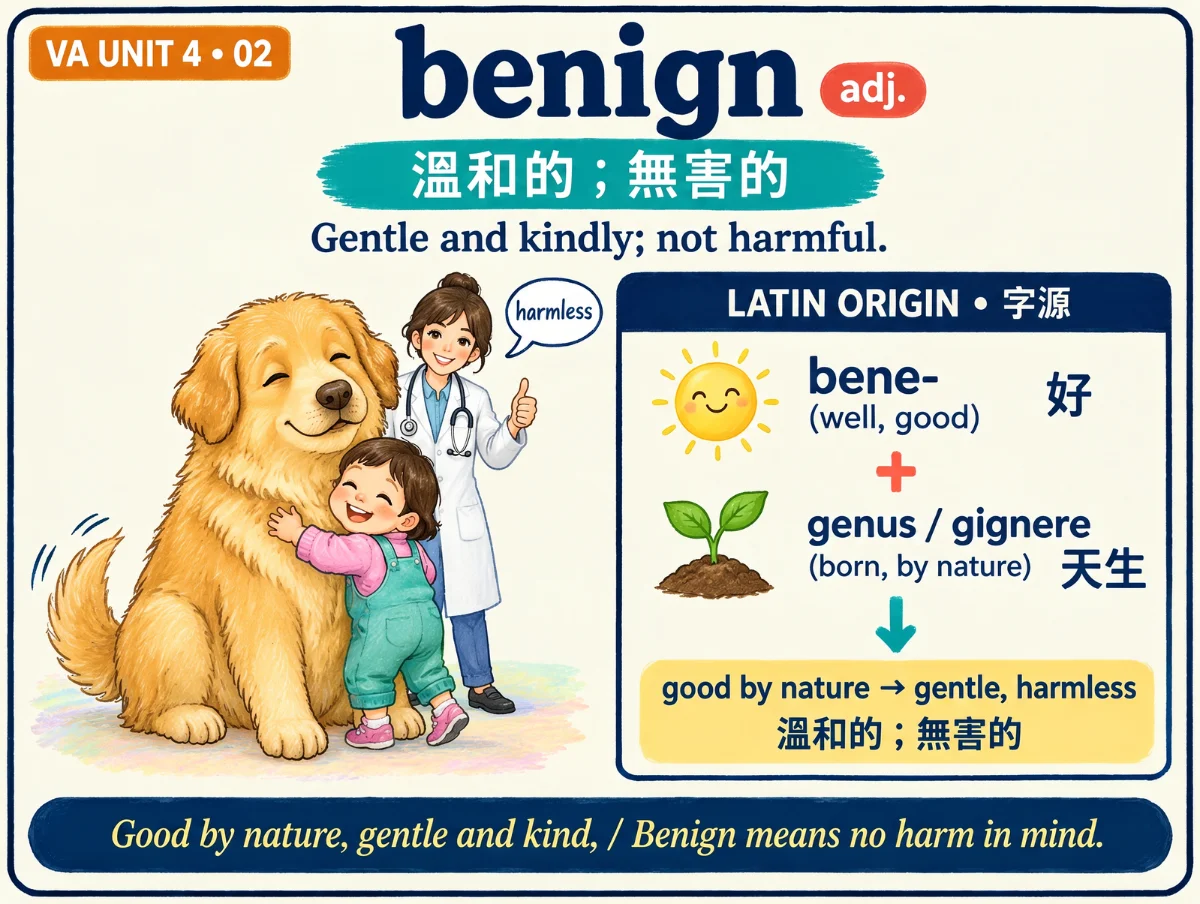 VA UNIT 4 • 02
benign
adj.
溫和的；無害的
Gentle and kindly; not harmful.
harmless
LATIN ORIGIN • 字源
bene-
(well, good)
好
+
genus / gignere
(born, by nature)
天生
good by nature → gentle, harmless
溫和的；無害的
Good by nature, gentle and kind, / Benign means no harm in mind.